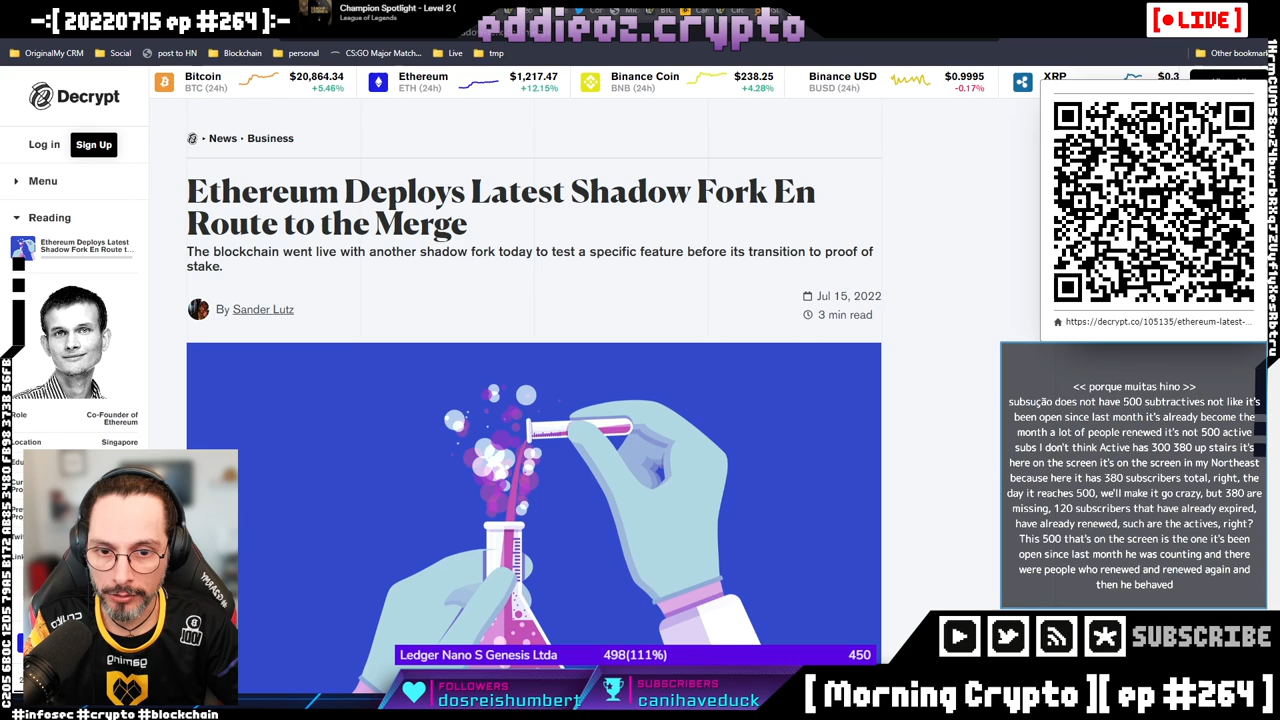 -:[ 20220715 ep #264 ]:-
Champion Spotlight - Level 2 (
League of Legends
eddieoz.crypto
[● LIVE]
OriginalMy CRM
Social
post to HN
Blockchain
personal
CS:GO Major Match...
Live
tmp
Other bookmar
Decrypt
Bitcoin $20,864.34
BTC (24h) +5.46%
Ethereum $1,217.47
ETH (24h) +12.15%
Binance Coin $238.25
BNB (24h) +4.28%
Binance USD $0.9995
BUSD (24h) -0.17%
XRP $0.3
Log in
Sign Up
Menu
Reading
Ethereum Deploys Latest
Shadow Fork En Route t...
News • Business
Ethereum Deploys Latest Shadow Fork En
Route to the Merge
The blockchain went live with another shadow fork today to test a specific feature before its transition to proof of
stake.
By Sander Lutz
Jul 15, 2022
3 min read
Role
Co-Founder of
Ethereum
Location
Singapore
https://decrypt.co/105135/ethereum-latest-...
<< porque muitas hino >>
subsução does not have 500 subtractives not like it's
been open since last month it's already become the
month a lot of people renewed it's not 500 active
subs I don't think Active has 300 380 up stairs it's
here on the screen it's on the screen in my Northeast
because here it has 380 subscribers total, right, the
day it reaches 500, we'll make it go crazy, but 380 are
missing, 120 subscribers that have already expired,
have already renewed, such are the actives, right?
This 500 that's on the screen is the one it's been
open since last month he was counting and there
were people who renewed and renewed again and
then he behaved
Ledger Nano S Genesis Ltda 498(111%) 450
FOLLOWERS
dosreishumbert
SUBSCRIBERS
canihaveduck
SUBSCRIBE
[ Morning Crypto ][ ep #264 ]
#infosec #crypto #blockchain